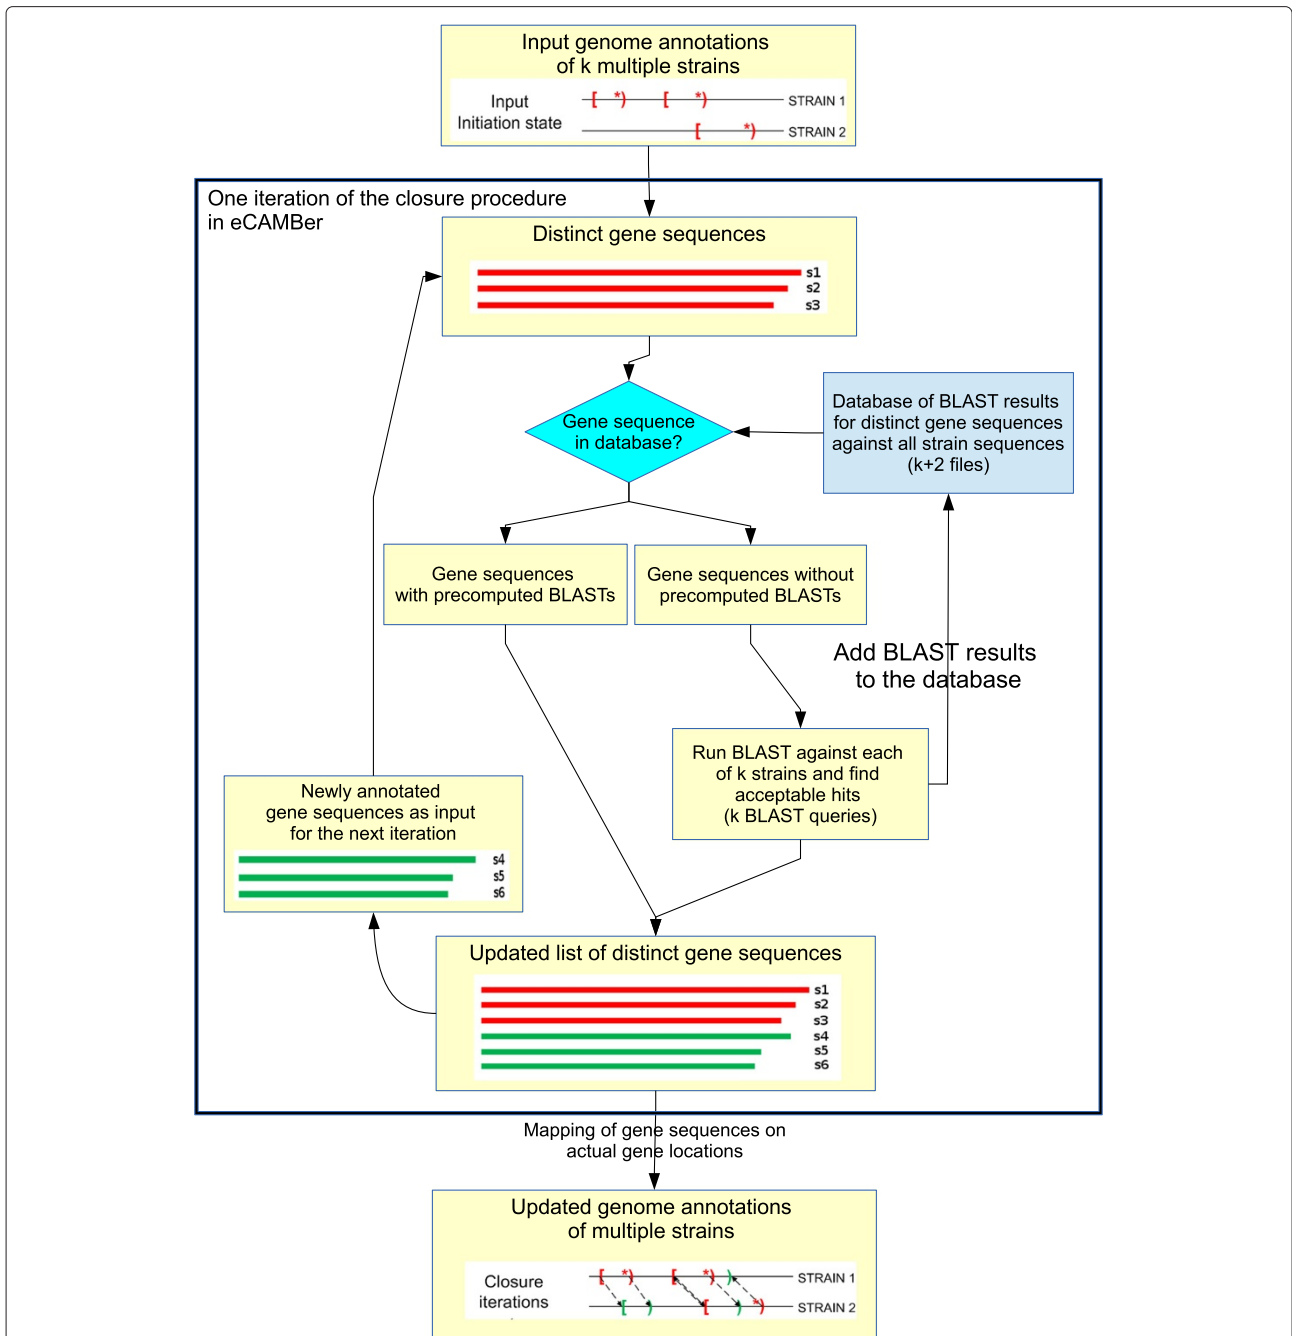 Input genome annotations
of k multiple strains
Input
Initiation state
[ *) [ *)
STRAIN 1
[ *)
STRAIN 2
One iteration of the closure procedure
in eCAMBer
Distinct gene sequences
s1
s2
s3
Gene sequence
in database?
Database of BLAST results
for distinct gene sequences
against all strain sequences
(k+2 files)
Gene sequences
with precomputed BLASTs
Gene sequences without
precomputed BLASTs
Add BLAST results
to the database
Run BLAST against each
of k strains and find
acceptable hits
(k BLAST queries)
Newly annotated
gene sequences as input
for the next iteration
s4
s5
s6
Updated list of distinct gene sequences
s1
s2
s3
s4
s5
s6
Mapping of gene sequences on
actual gene locations
Updated genome annotations
of multiple strains
Closure
iterations
[ *) [ *) )
STRAIN 1
[ ) [ ) *)
STRAIN 2